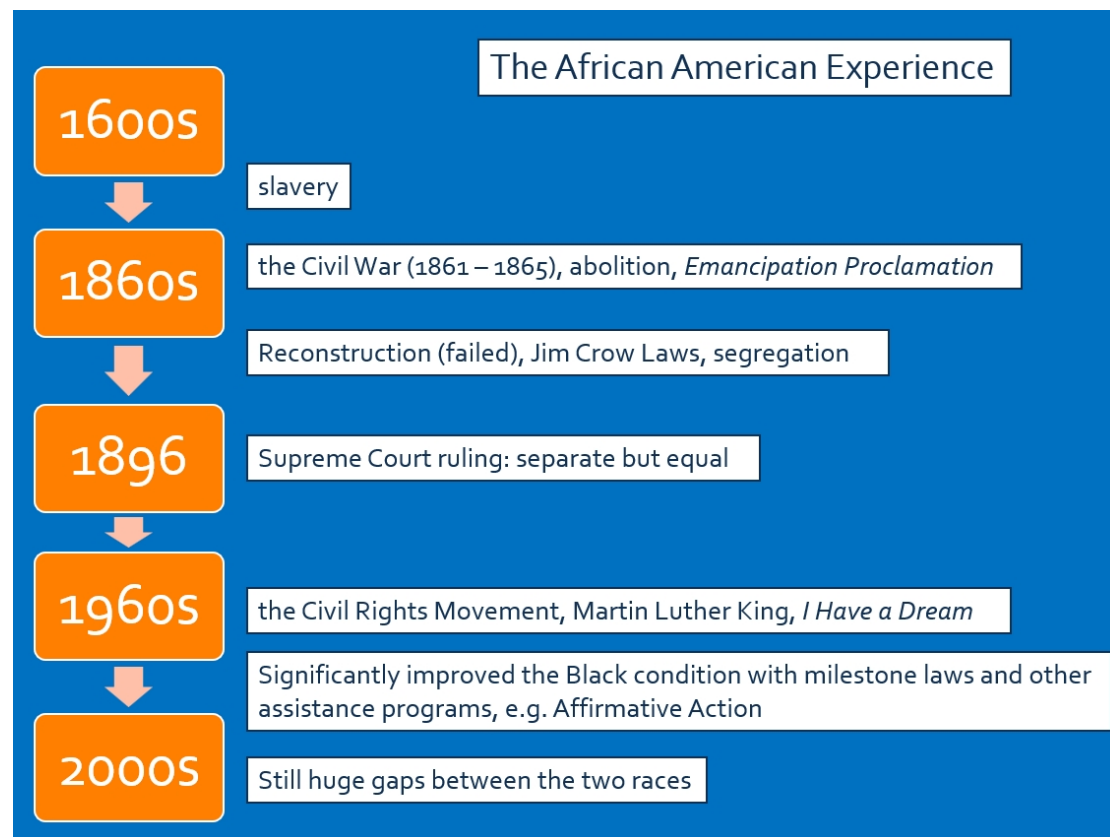 The African American Experience
1600s
slavery
1860s
the Civil War (1861 – 1865), abolition, Emancipation Proclamation
Reconstruction (failed), Jim Crow Laws, segregation
1896
Supreme Court ruling: separate but equal
1960s
the Civil Rights Movement, Martin Luther King, I Have a Dream
Significantly improved the Black condition with milestone laws and other
assistance programs, e.g. Affirmative Action
2000s
Still huge gaps between the two races